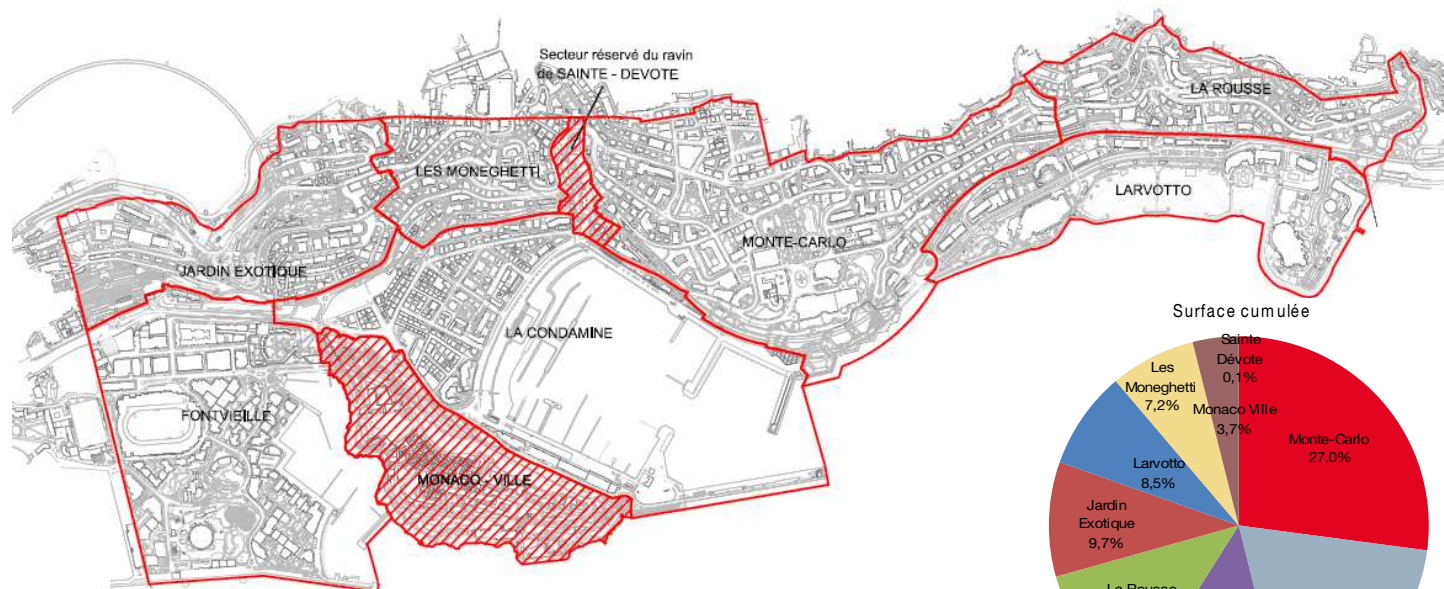 Secteur réservé du ravin
de SAINTE - DEVOTE
LA ROUSSE
LES MONEGHETTI
LARVOTTO
MONTE-CARLO
JARDIN EXOTIQUE
LA CONDAMINE
FONTVIEILLE
MONACO - VILLE
Surface cumulée
Sainte
Dévote
0,1%
Les
Moneghetti
7,2%
Monaco Ville
3,7%
Monte-Carlo
27,0%
Larvotto
8,5%
Jardin
Exotique
9,7%
La Rousse